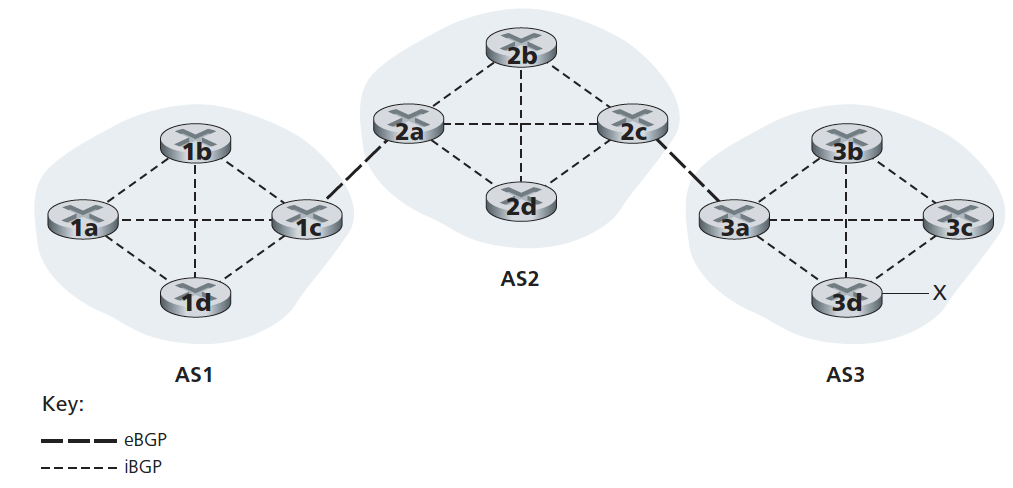 2b
2a
2c
2d
AS2
1b
1a
1c
1d
AS1
3b
3a
3c
3d
X
AS3
Key:
eBGP
iBGP